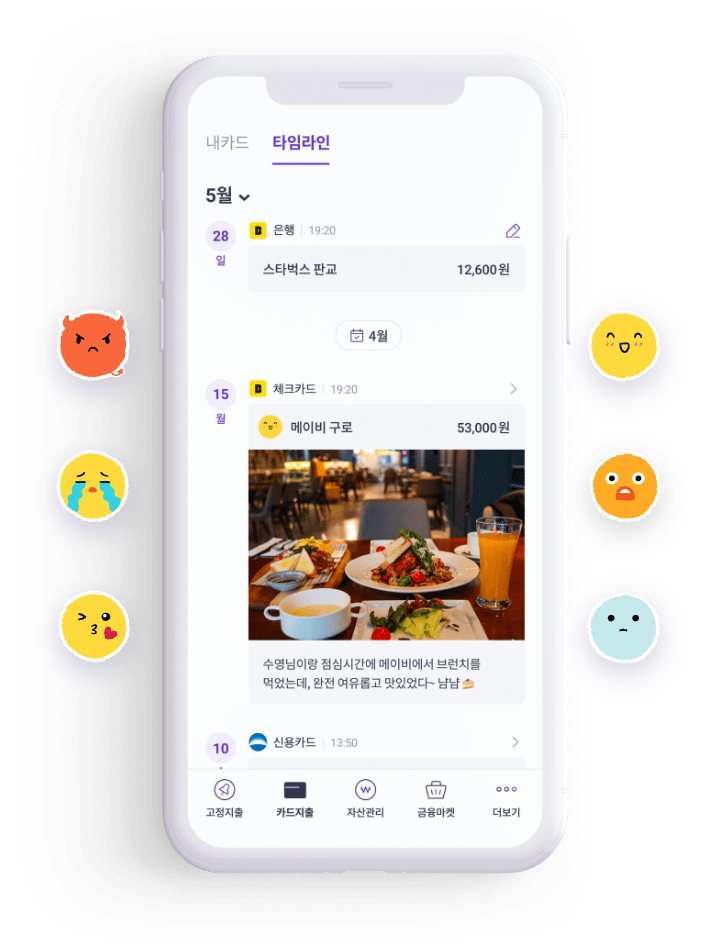 내카드 타임라인
5월
28 B 은행 | 19:20
일
스타벅스 판교 12,600원
4월
15 B 체크카드 | 19:20
월
메이비 구로 53,000원
수영님이랑 점심시간에 메이비에서 브런치를
먹었는데, 완전 여유롭고 맛있었다~ 냠냠🍰
10 신용카드 | 13:50
고정지출 카드지출 자산관리 금융마켓 더보기